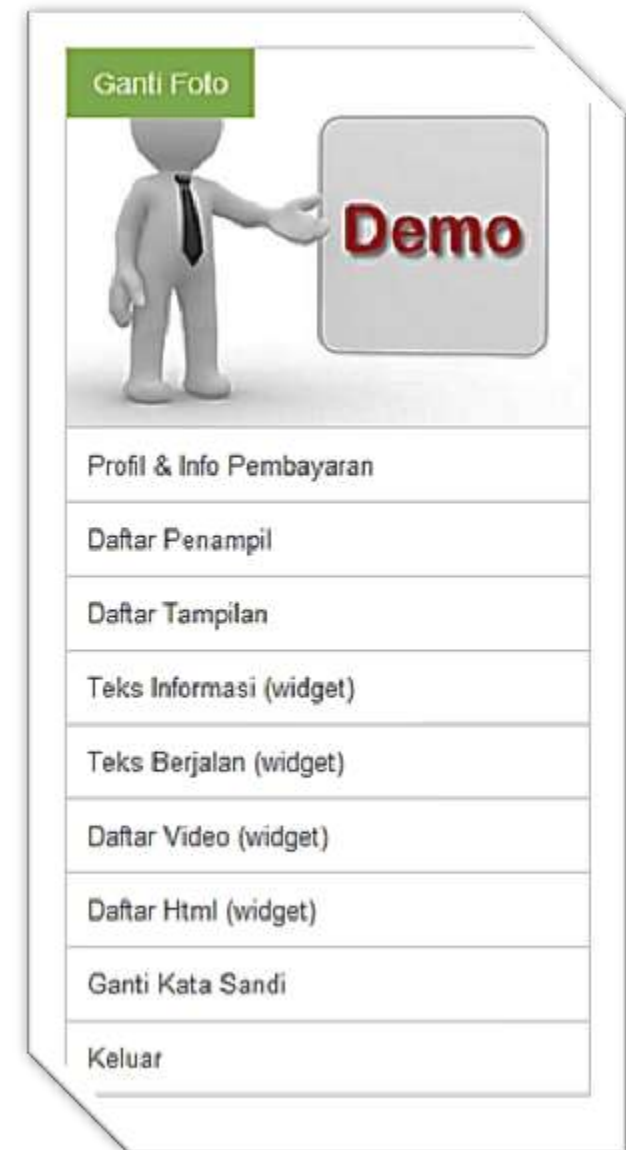 Ganti Foto
Demo
Profil & Info Pembayaran
Daftar Penampil
Daftar Tampilan
Teks Informasi (widget)
Teks Berjalan (widget)
Daftar Video (widget)
Daftar Html (widget)
Ganti Kata Sandi
Keluar